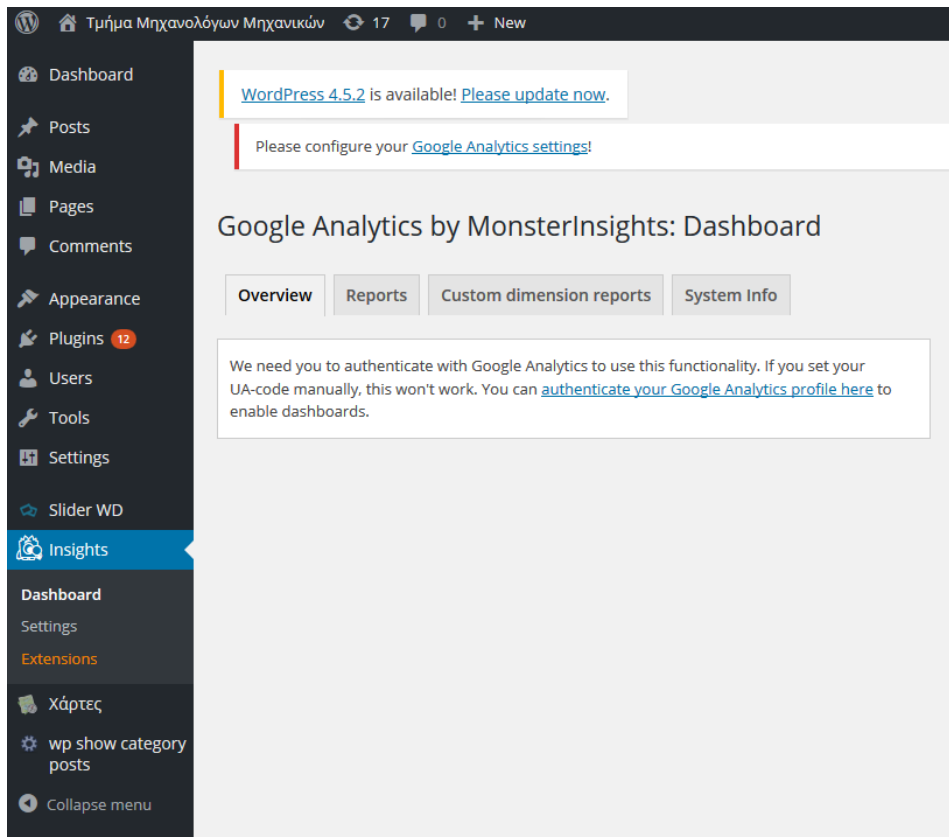 Τμήμα Μηχανολόγων Μηχανικών 17 0 New
Dashboard
Posts
Media
Pages
Comments
Appearance
Plugins 12
Users
Tools
Settings
Slider WD
Insights
Dashboard
Settings
Extensions
Χάρτες
wp show category
posts
Collapse menu
WordPress 4.5.2 is available! Please update now.
Please configure your Google Analytics settings!
Google Analytics by MonsterInsights: Dashboard
Overview Reports Custom dimension reports System Info
We need you to authenticate with Google Analytics to use this functionality. If you set your
UA-code manually, this won't work. You can authenticate your Google Analytics profile here to
enable dashboards.